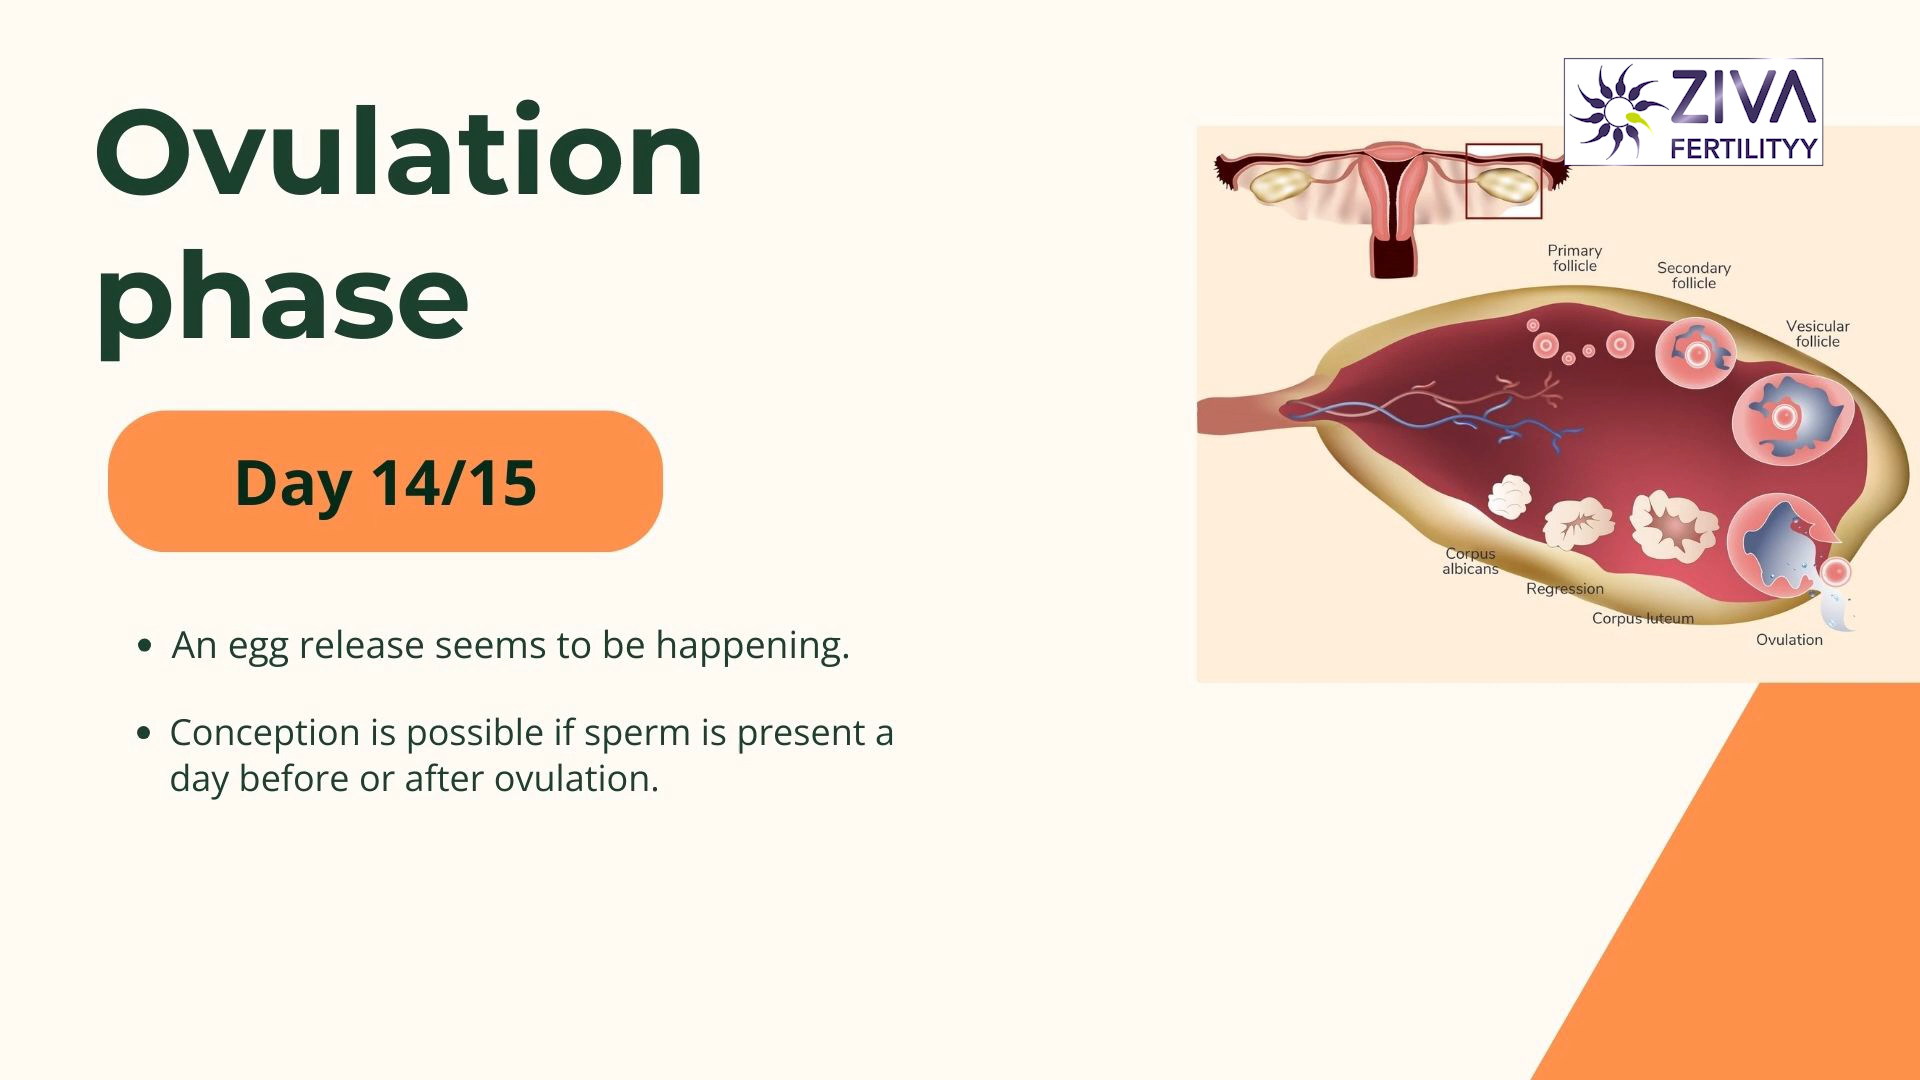 Ovulation
phase
Day 14/15
• An egg release seems to be happening.
• Conception is possible if sperm is present a
day before or after ovulation.
ZIVA
FERTILITYY
Primary
follicle
Secondary
follicle
Vesicular
follicle
Corpus
albicans
Regression
Corpus luteum
Ovulation